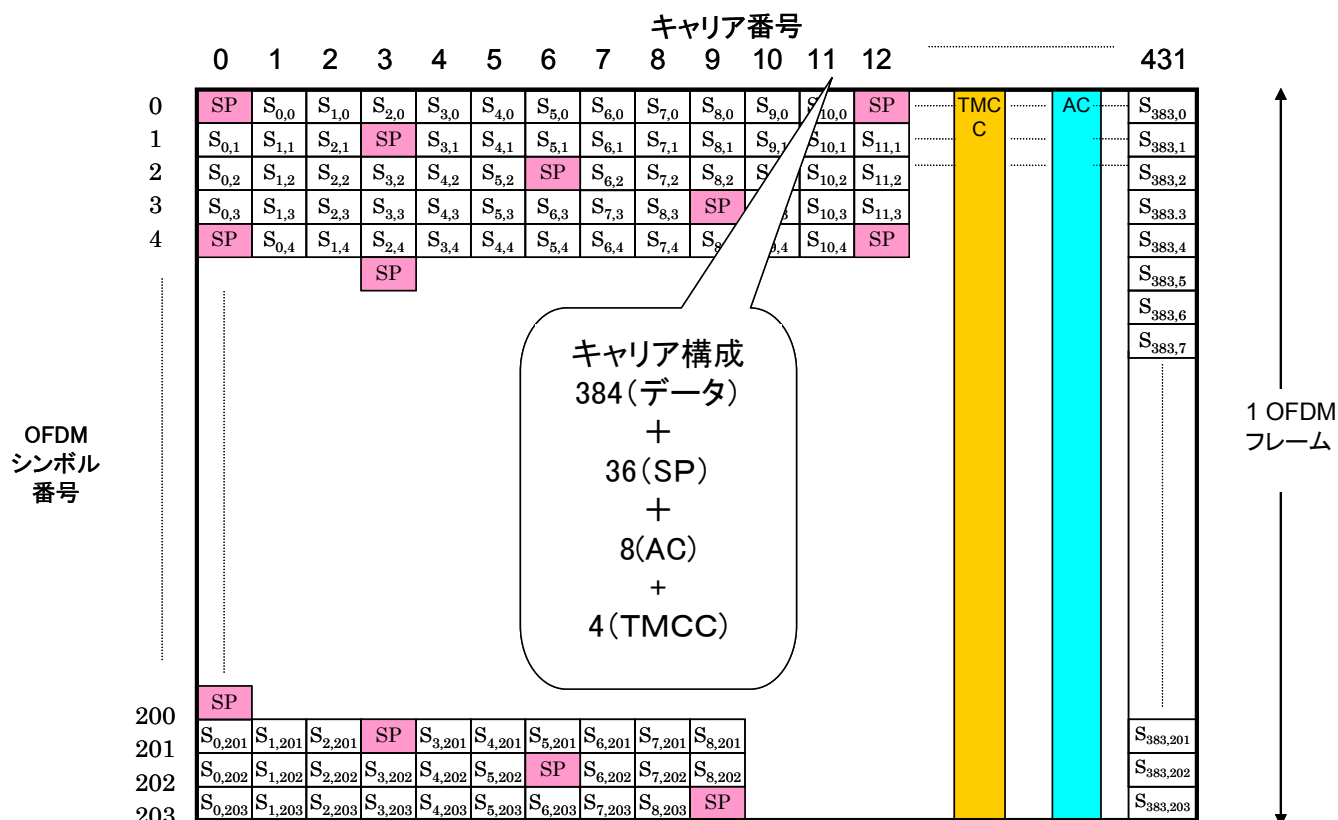 キャリア番号
0 1 2 3 4 5 6 7 8 9 10 11 12 431
0 SP S0,0 S1,0 S2,0 S3,0 S4,0 S5,0 S6,0 S7,0 S8,0 S9,0 S10,0 SP TMC AC S383,0
C
1 S0,1 S1,1 S2,1 SP S3,1 S4,1 S5,1 S6,1 S7,1 S8,1 S9,1 S10,1 S11,1 S383,1
2 S0,2 S1,2 S2,2 S3,2 S4,2 S5,2 SP S6,2 S7,2 S8,2 S10,2 S11,2 S383,2
3 S0,3 S1,3 S2,3 S3,3 S4,3 S5,3 S6,3 S7,3 S8,3 SP S10,3 S11,3 S383.3
4 SP S0,4 S1,4 S2,4 S3,4 S4,4 S5,4 S6,4 S7,4 9,4 S10,4 SP S383,4
SP S383,5
S383,6
S383,7
キャリア構成
384(データ)
+
36(SP)
+
8(AC)
+
4(TMCC)
OFDM
シンボル
番号
1 OFDM
フレーム
200 SP
201 S0,201 S1,201 S2,201 SP S3,201 S4,201 S5,201 S6,201 S7,201 S8,201 S383,201
202 S0,202 S1,202 S2,202 S3,202 S4,202 S5,202 SP S6,202 S7,202 S8,202 S383,202
203 S0,203 S1,203 S2,203 S3,203 S4,203 S5,203 S6,203 S7,203 S8,203 SP S383,203